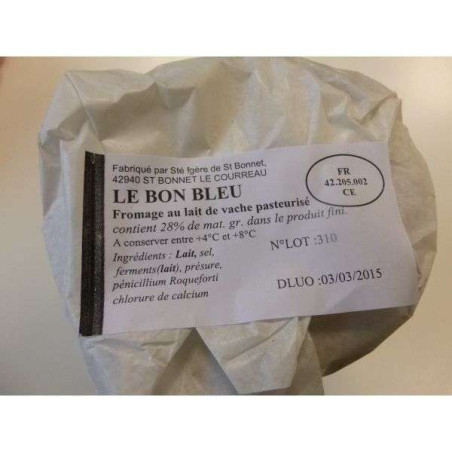 Fabriqué par Sté fgère de St Bonnet,
42940 ST BONNET LE COURREAU
LE BON BLEU
Fromage au lait de vache pasteurisé
contient 28% de mat. gr. dans le produit fini.
A conserver entre +4°C et +8°C
Ingrédients : Lait, sel,
ferments(lait), présure,
pénicillium Roqueforti
chlorure de calcium
FR
42.205.002
CE
N°LOT :310
DLUO :03/03/2015